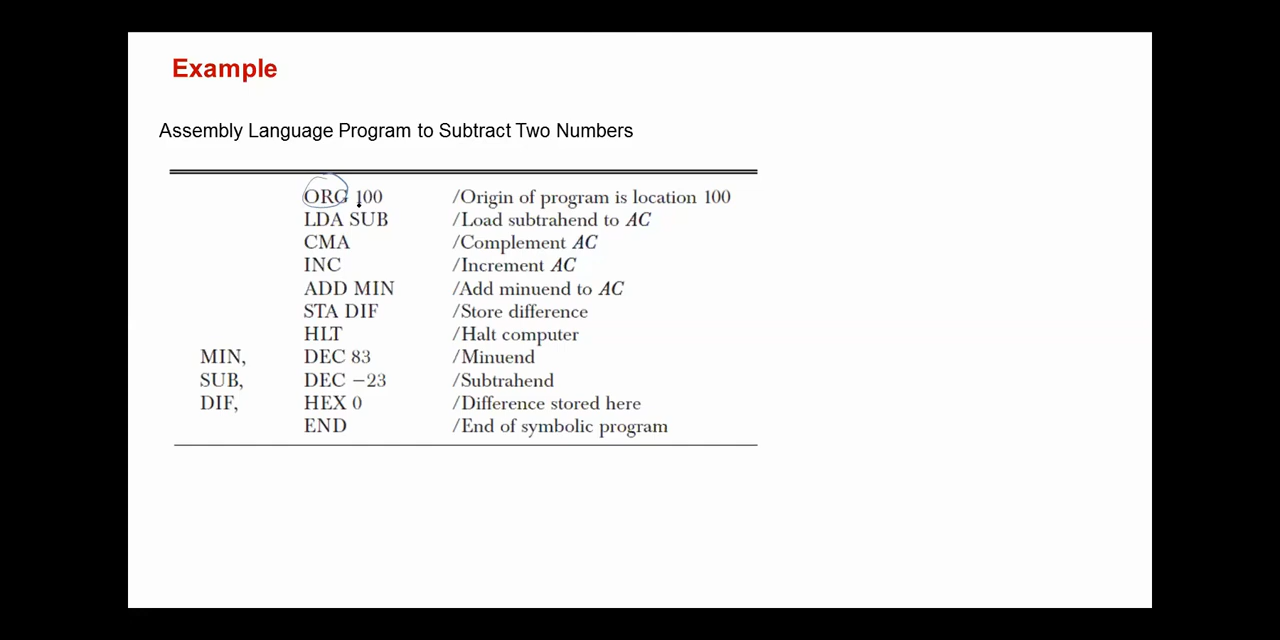 Example
Assembly Language Program to Subtract Two Numbers
ORG 100 /Origin of program is location 100
LDA SUB /Load subtrahend to AC
CMA /Complement AC
INC /Increment AC
ADD MIN /Add minuend to AC
STA DIF /Store difference
HLT /Halt computer
MIN, DEC 83 /Minuend
SUB, DEC −23 /Subtrahend
DIF, HEX 0 /Difference stored here
END /End of symbolic program